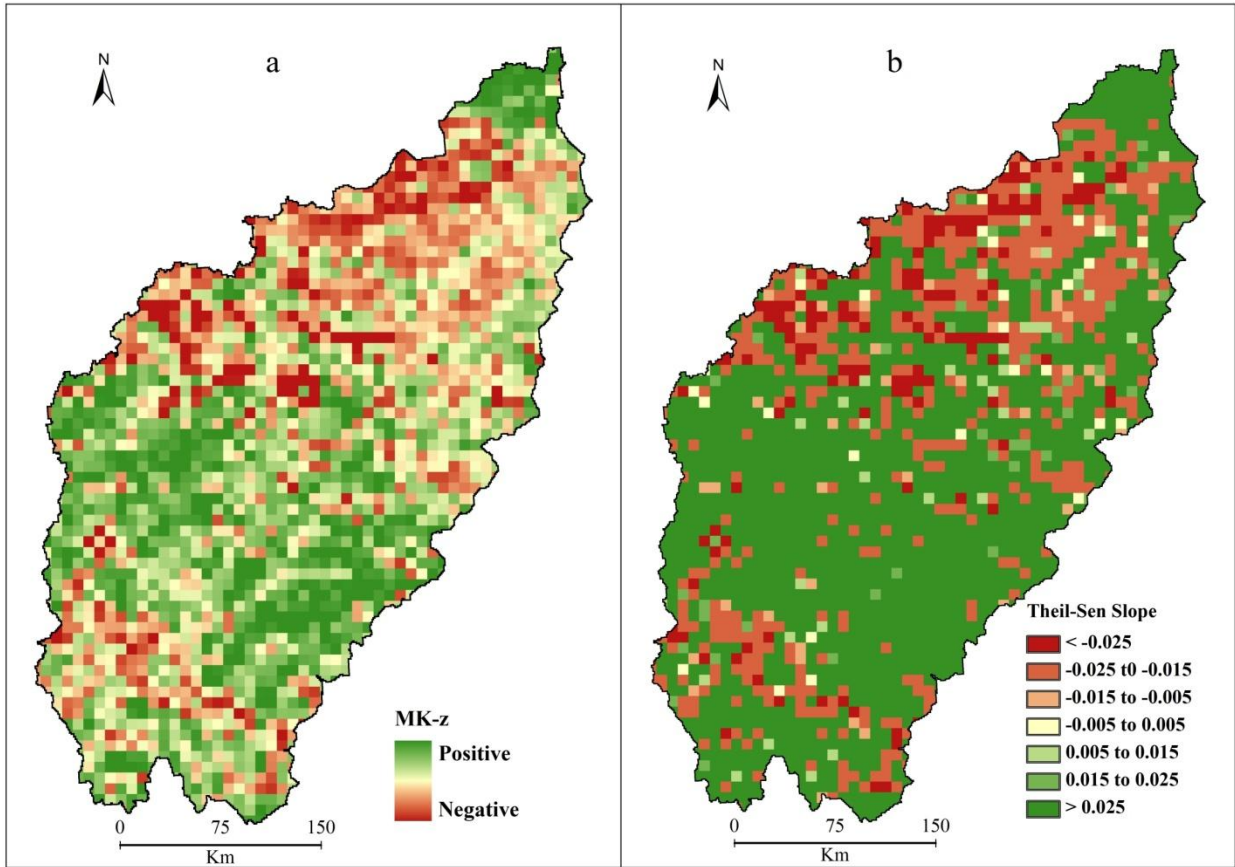 N
a
MK-z
Positive
Negative
0 75 150
Km
N
b
Theil-Sen Slope
< -0.025
-0.025 t0 -0.015
-0.015 to -0.005
-0.005 to 0.005
0.005 to 0.015
0.015 to 0.025
> 0.025
0 75 150
Km